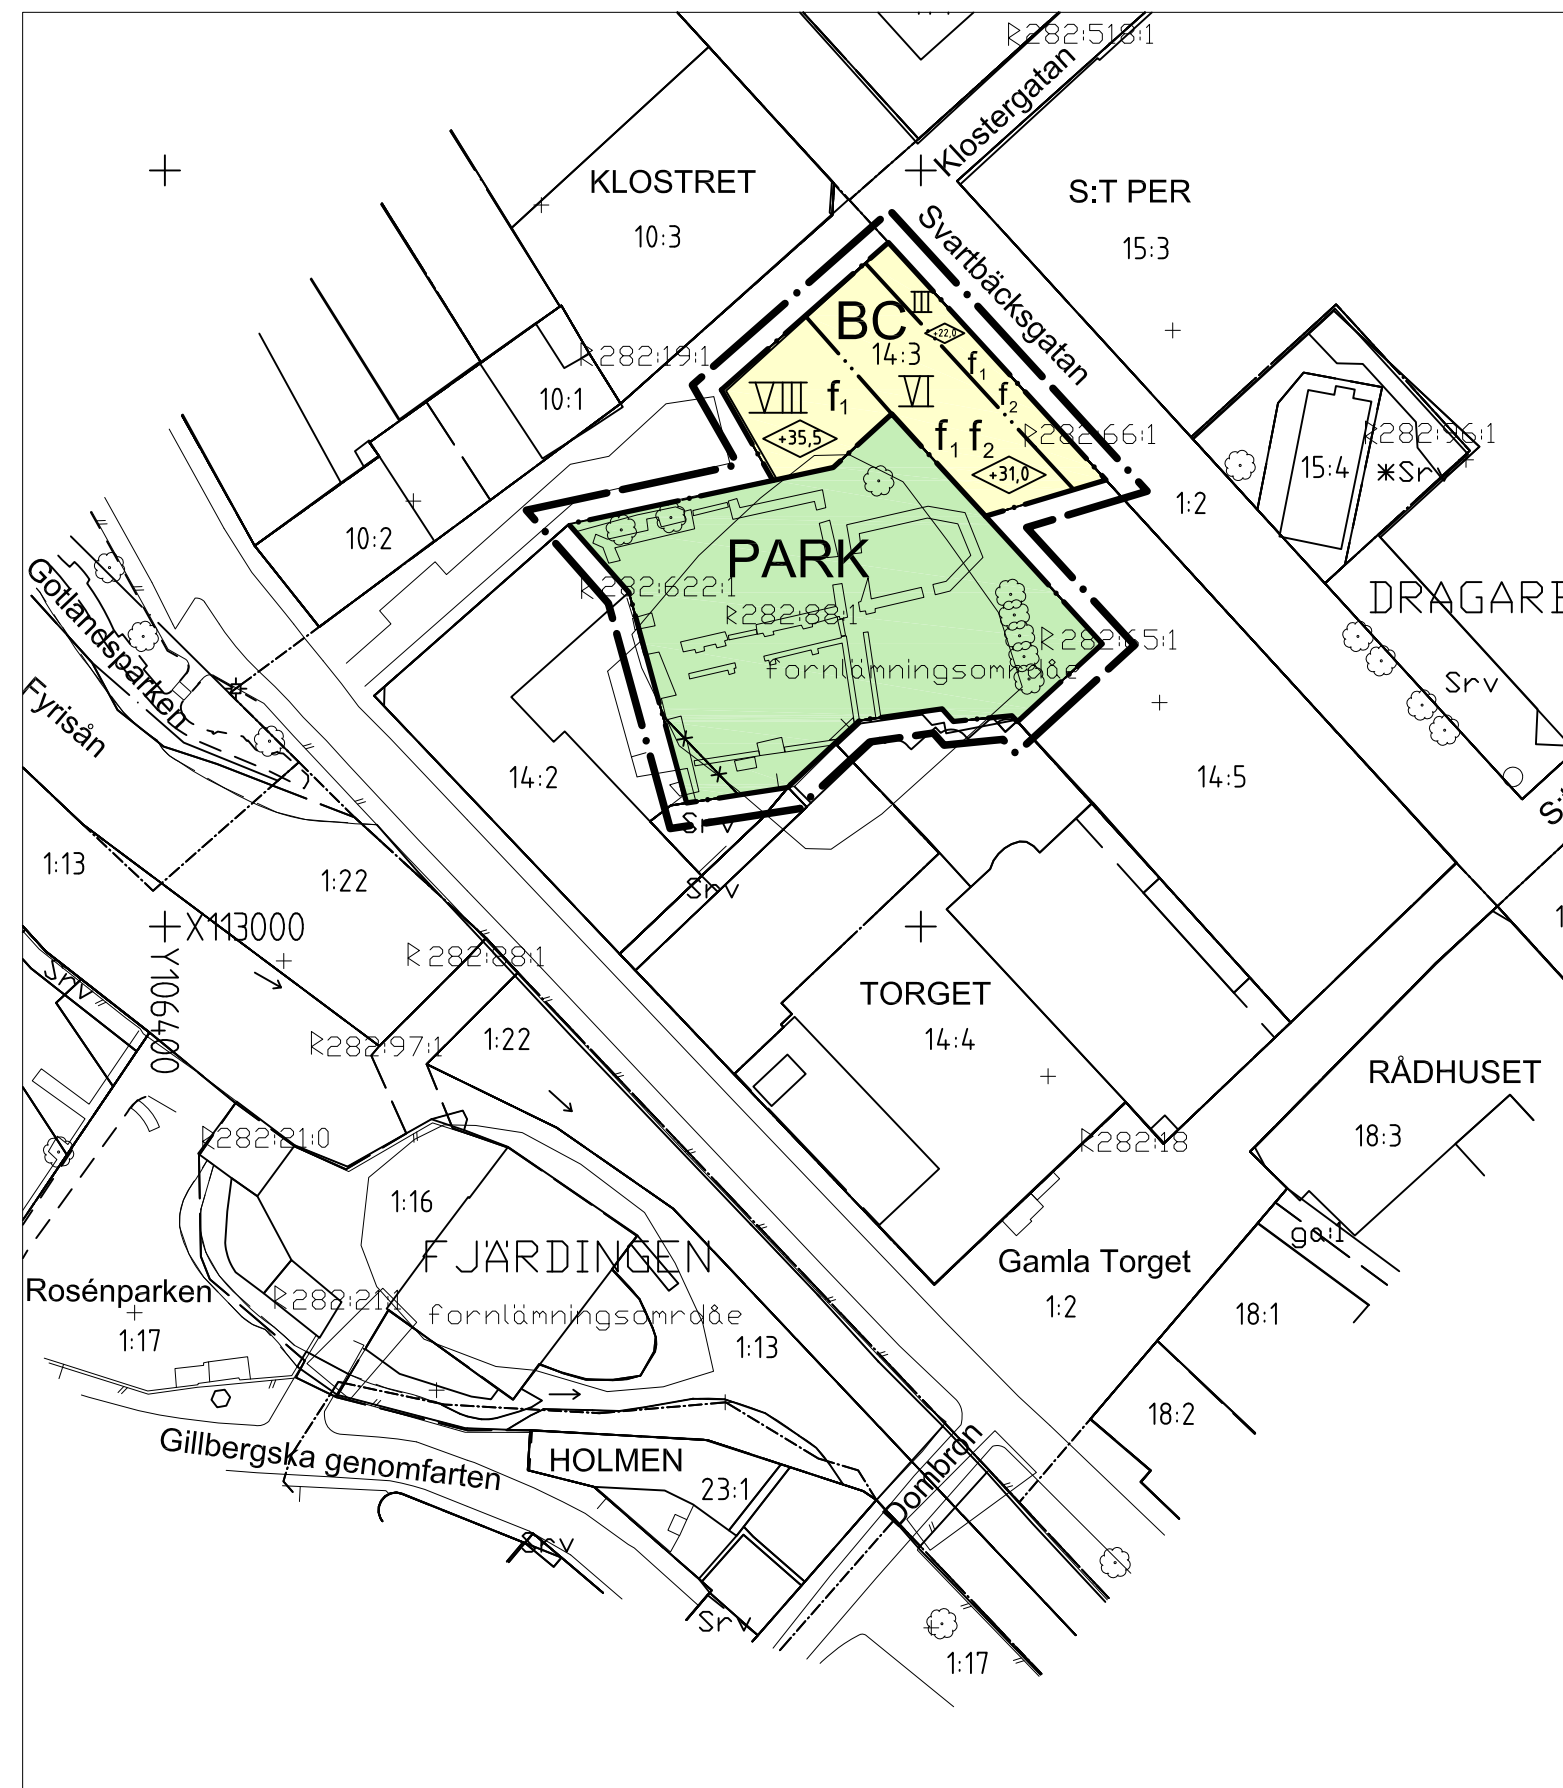 R282:518:1
Klostergatan
KLOSTRET
10:3
S:T PER
15:3
Svartbäcksgatan
BC
III
+22,0
14:3
f1
f2
R282:19:1
10:1
VIII f1
VI
+35,5
f1 f2
+31,0
R282:66:1
R282:96:1
15:4
Srv
1:2
10:2
PARK
R282:622:1
R282:88:1
R282:65:1
fornlämningsomrdåe
Gotlandsparken
Fyrisån
Srv
14:2
14:5
Srv
Srv
1:13
1:22
X113000
Y106400
Srv
R282:88:1
TORGET
14:4
1:22
R282:97:1
RÅDHUSET
18:3
R282:21:0
R282:18
1:16
FJÄRDINGEN
Gamla Torget
ga:1
Rosénparken
R282:21:1
fornlämningsomrdåe
1:2
18:1
1:17
1:13
18:2
Gillbergska genomfarten
HOLMEN
23:1
Dombron
Srv
Srv
1:17